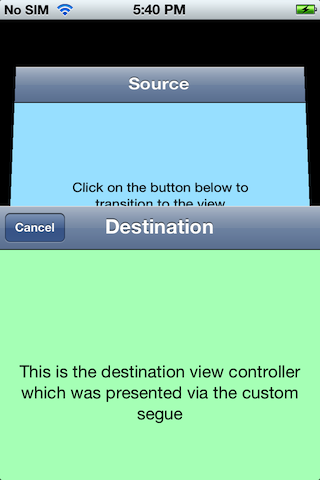 No SIM 5:40 PM
Source
Click on the button below to
transition to the view
Cancel Destination
This is the destination view controller
which was presented via the custom
segue